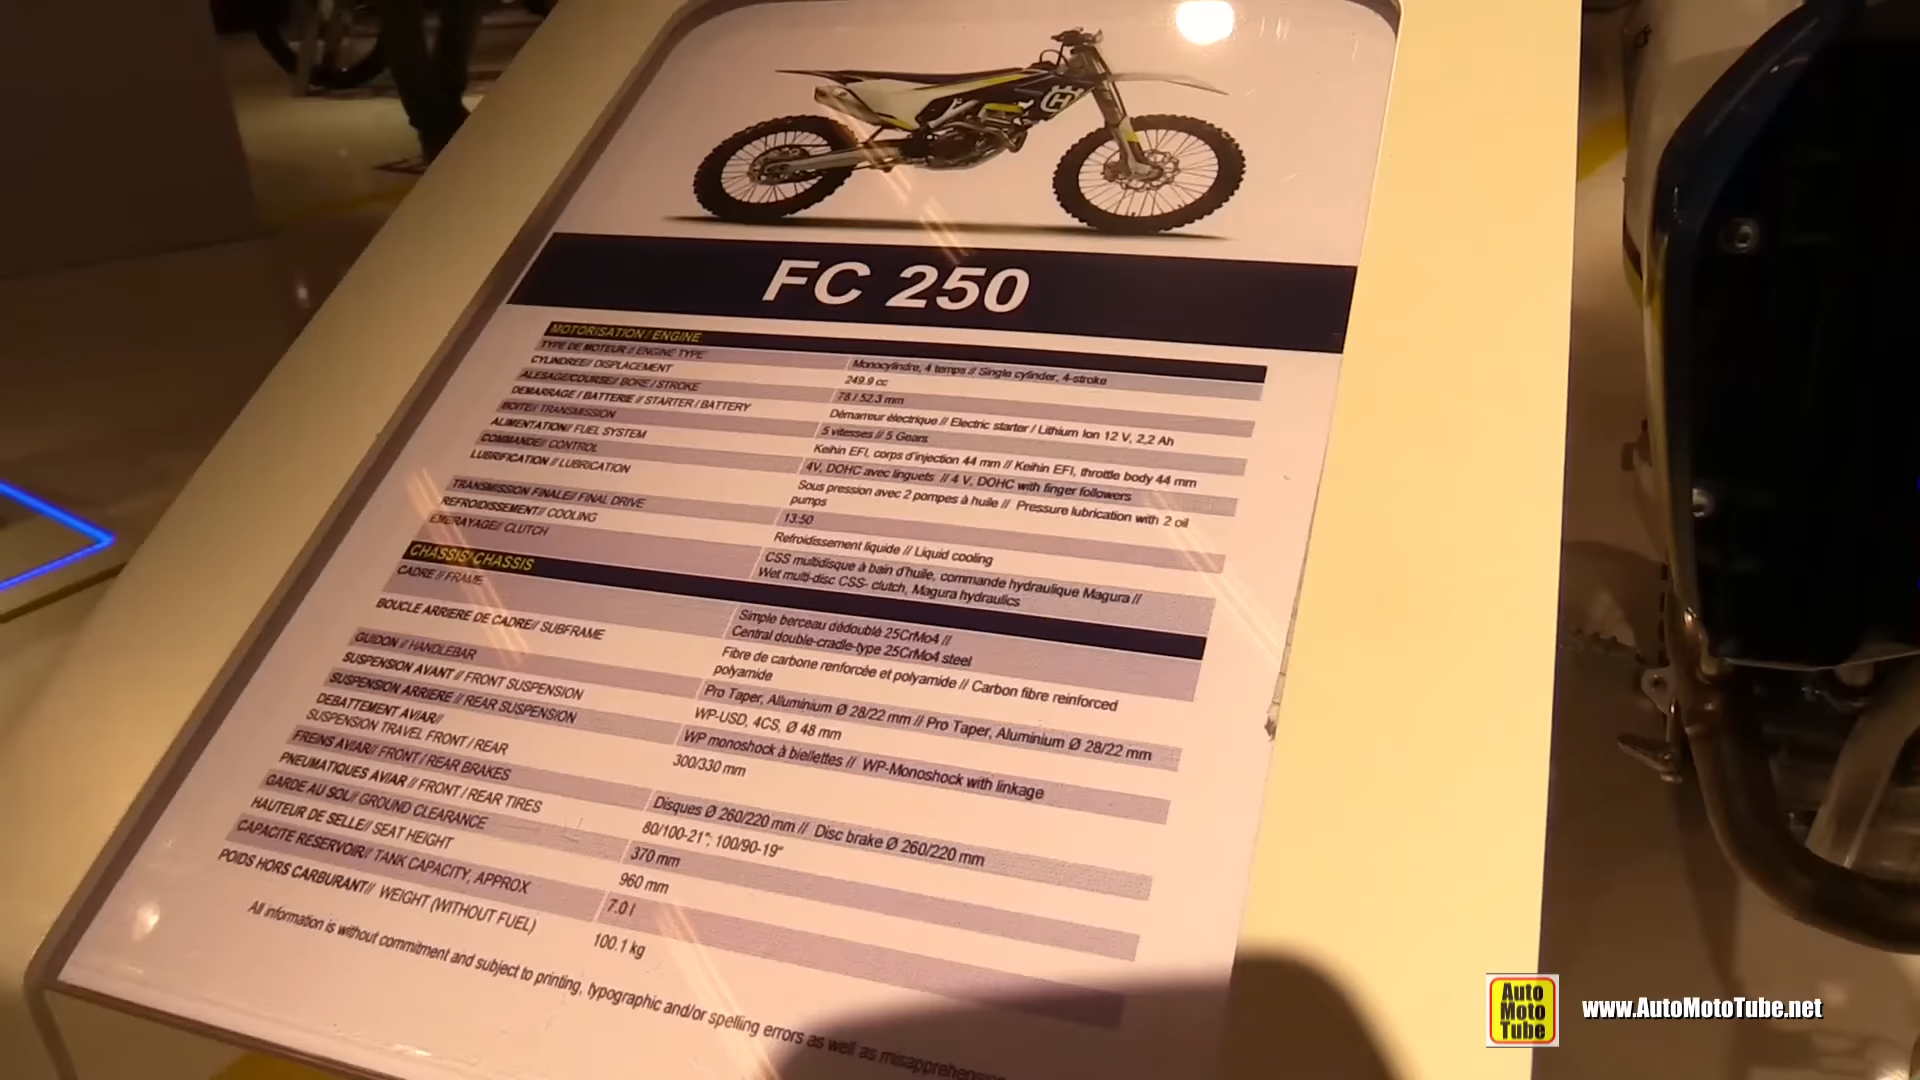 FC 250
MOTORISATION / ENGINE
TYPE DE MOTEUR // ENGINE TYPE Monocylindre, 4 temps // Single cylinder, 4-stroke
CYLINDREE// DISPLACEMENT 249.9 cc
ALESAGE/COURSE// BORE / STROKE 78 / 52.3 mm
DEMARRAGE / BATTERIE // STARTER / BATTERY Démarreur électrique // Electric starter / Lithium Ion 12 V, 2,2 Ah
BOITE// TRANSMISSION 5 vitesses // 5 Gears
ALIMENTATION// FUEL SYSTEM Keihin EFI, corps d'injection 44 mm // Keihin EFI, throttle body 44 mm
COMMANDE// CONTROL 4V, DOHC avec linguets // 4 V, DOHC with finger followers
LUBRIFICATION // LUBRICATION Sous pression avec 2 pompes à huile // Pressure lubrication with 2 oil
pumps
TRANSMISSION FINALE// FINAL DRIVE 13:50
REFROIDISSEMENT// COOLING Refroidissement liquide // Liquid cooling
EMBRAYAGE// CLUTCH CSS multidisque à bain d'huile, commande hydraulique Magura //
Wet multi-disc CSS- clutch, Magura hydraulics
CHASSIS/ CHASSIS
CADRE // FRAME Simple berceau dédoublé 25CrMo4 //
Central double-cradle-type 25CrMo4 steel
BOUCLE ARRIERE DE CADRE// SUBFRAME Fibre de carbone renforcée et polyamide // Carbon fibre reinforced
polyamide
GUIDON // HANDLEBAR Pro Taper, Alluminium Ø 28/22 mm // Pro Taper, Aluminium Ø 28/22 mm
SUSPENSION AVANT // FRONT SUSPENSION WP-USD, 4CS, Ø 48 mm
SUSPENSION ARRIERE // REAR SUSPENSION WP monoshock à biellettes // WP-Monoshock with linkage
DEBATTEMENT AV/AR// 300/330 mm
SUSPENSION TRAVEL FRONT / REAR
FREINS AV/AR// FRONT / REAR BRAKES Disques Ø 260/220 mm // Disc brake Ø 260/220 mm
PNEUMATIQUES AV/AR // FRONT / REAR TIRES 80/100-21"; 100/90-19"
GARDE AU SOL// GROUND CLEARANCE 370 mm
HAUTEUR DE SELLE// SEAT HEIGHT 960 mm
CAPACITE RESERVOIR// TANK CAPACITY, APPROX 7.0 l
POIDS HORS CARBURANT// WEIGHT (WITHOUT FUEL) 100.1 kg
All information is without commitment and subject to printing, typographic and/or spelling errors as well as
Auto
Moto
Tube
www.AutoMotoTube.net